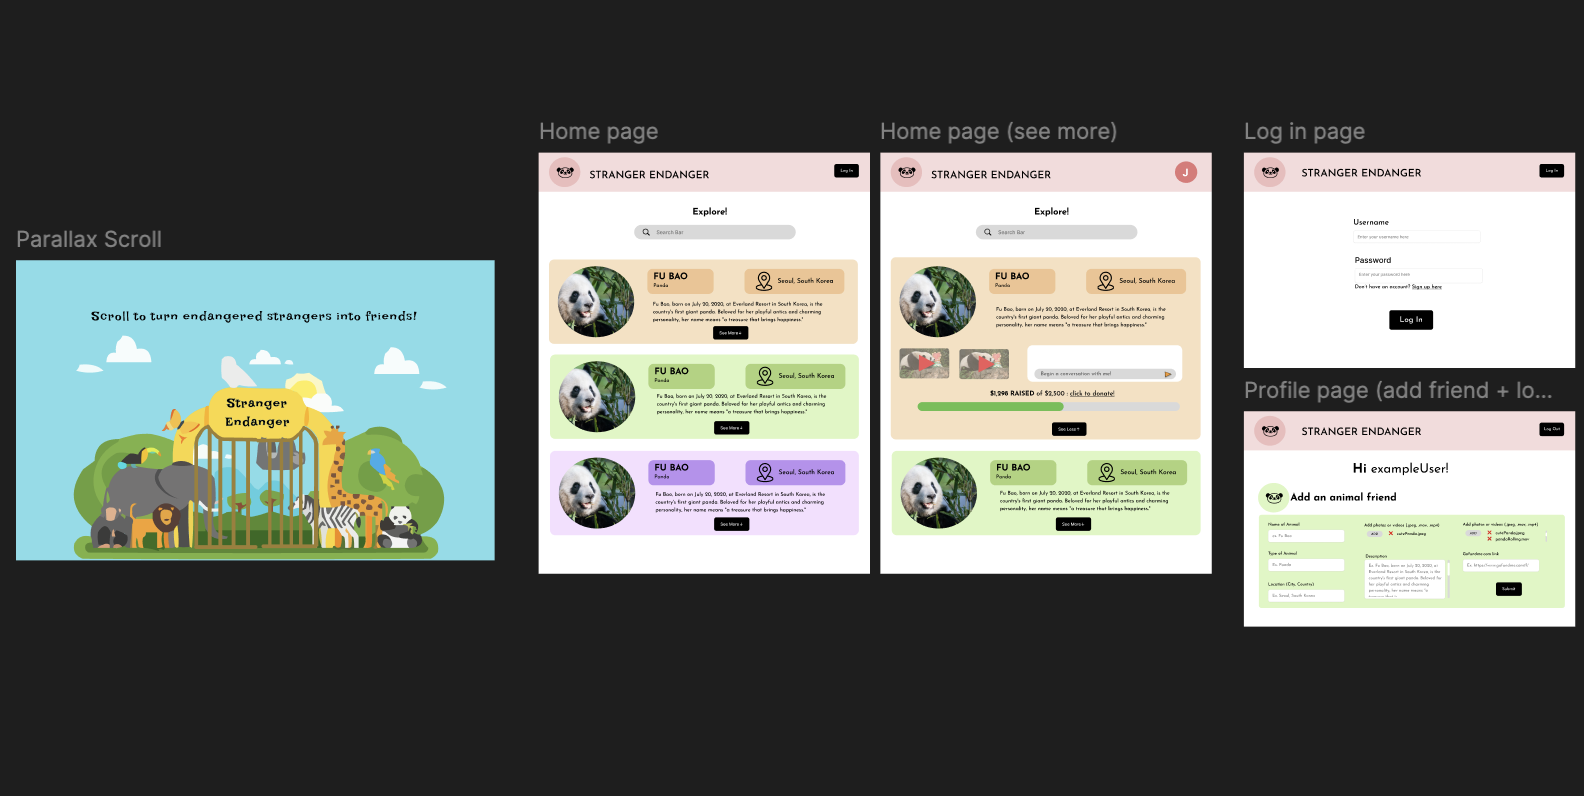 Parallax Scroll
Scroll to turn endangered strangers into friends!
Stranger
Endanger
Home page
STRANGER ENDANGER
Log In
Explore!
Search Bar
FU BAO
Panda
Seoul, South Korea
Fu Bao, born on July 20, 2020, at Everland Resort in South Korea, is the
country's first giant panda. Beloved for her playful antics and charming
personality, her name means "a treasure that brings happiness."
See More ↓
FU BAO
Panda
Seoul, South Korea
Fu Bao, born on July 20, 2020, at Everland Resort in South Korea, is the
country's first giant panda. Beloved for her playful antics and charming
personality, her name means "a treasure that brings happiness."
See More ↓
FU BAO
Panda
Seoul, South Korea
Fu Bao, born on July 20, 2020, at Everland Resort in South Korea, is the
country's first giant panda. Beloved for her playful antics and charming
personality, her name means "a treasure that brings happiness."
See More ↓
Home page (see more)
STRANGER ENDANGER
J
Explore!
Search Bar
FU BAO
Panda
Seoul, South Korea
Fu Bao, born on July 20, 2020, at Everland Resort in South Korea, is the
country's first giant panda. Beloved for her playful antics and charming
personality, her name means "a treasure that brings happiness."
Begin a conversation with me!
$1,298 RAISED of $2,500 : click to donate!
See Less ↑
FU BAO
Panda
Seoul, South Korea
Fu Bao, born on July 20, 2020, at Everland Resort in South Korea, is the
country's first giant panda. Beloved for her playful antics and charming
personality, her name means "a treasure that brings happiness."
See More ↓
Log in page
STRANGER ENDANGER
Log In
Username
Enter your username here
Password
Enter your password here
Don't have an account? Sign up here
Log In
Profile page (add friend + lo...
STRANGER ENDANGER
Log Out
Hi exampleUser!
Add an animal friend
Name of Animal
ex. Fu Bao
Type of Animal
Ex. Panda
Location (City, Country)
Ex. Seoul, South Korea
Add photos or videos (.jpeg, .mov, .mp4)
ADD
cutePanda.jpeg
Description
Ex. Fu Bao, born on July 20, 2020, at
Everland Resort in South Korea, is the
country's first giant panda. Beloved for
her playful antics and charming
personality, her name means "a
Add photos or videos (.jpeg, .mov, .mp4)
ADD
cutePanda.jpeg
pandaRolling.mov
Gofundme.com link
Ex. https://www.gofundme.com/f/
Submit